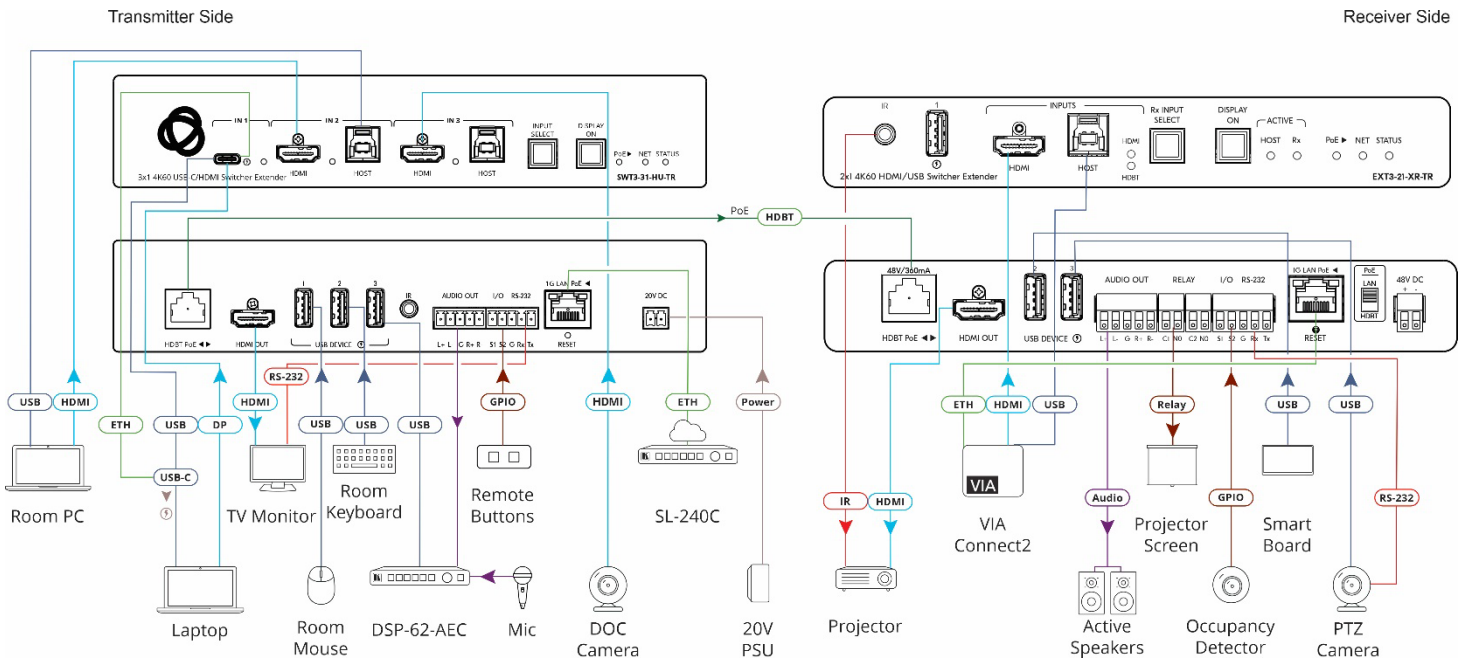 Transmitter Side
Receiver Side
IN 1
IN 2
IN 3
INPUT
SELECT
DISPLAY
ON
HDMI
HOST
HDMI
HOST
PoE ▶ NET STATUS
3x1 4K60 USB-C/HDMI Switcher Extender
SWT3-31-HU-TR
IR
1
INPUTS
Rx INPUT
SELECT
DISPLAY
ON
ACTIVE
HOST Rx
PoE ▶ NET STATUS
HDMI
HDBT
HDMI
HOST
2x1 4K60 HDMI/USB Switcher Extender
EXT3-21-XR-TR
PoE
HDBT
1
2
3
IR
AUDIO OUT
I/O RS-232
1G LAN PoE ◀
20V DC
HDBT PoE ◀ ▶
HDMI OUT
USB DEVICE
L+ L G R+ R
S1 S2 G Rx Tx
RESET
48V/360mA
2
3
AUDIO OUT
RELAY
I/O RS-232
1G LAN PoE ◀
PoE
LAN
HDBT
48V DC
+ -
HDBT PoE ◀ ▶
HDMI OUT
USB DEVICE
L+ L- G R+ R-
C1 NO C2 NO
S1 S2 G Rx Tx
RESET
RS-232
USB
HDMI
ETH
USB
DP
HDMI
USB
USB
USB
GPIO
HDMI
ETH
Power
ETH
HDMI
USB
Relay
USB
USB
USB-C
Room PC
TV Monitor
Room
Keyboard
Remote
Buttons
SL-240C
IR
HDMI
VIA
VIA
Connect2
Audio
Projector
Screen
GPIO
Smart
Board
RS-232
Laptop
Room
Mouse
DSP-62-AEC
Mic
DOC
Camera
20V
PSU
Projector
Active
Speakers
Occupancy
Detector
PTZ
Camera